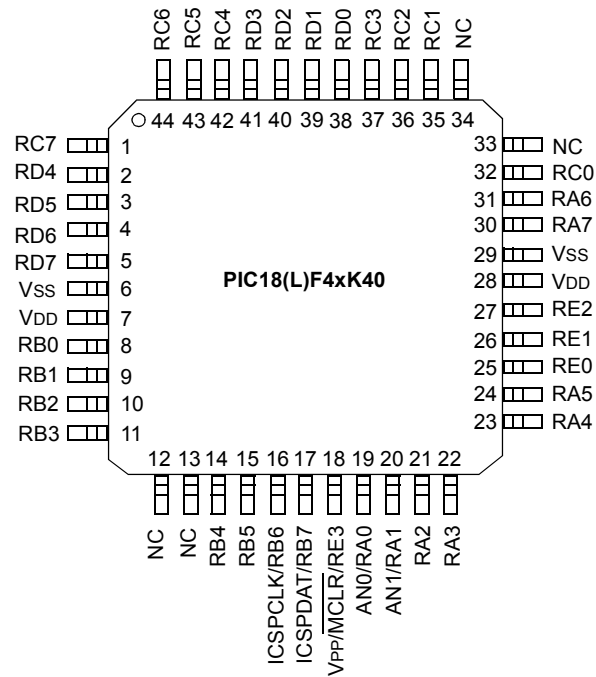 RC6 RC5 RC4 RD3 RD2 RD1 RD0 RC3 RC2 RC1 NC
44 43 42 41 40 39 38 37 36 35 34
RC7 1
RD4 2
RD5 3
RD6 4
RD7 5
VSS 6
VDD 7
RB0 8
RB1 9
RB2 10
RB3 11
PIC18(L)F4xK40
33 NC
32 RC0
31 RA6
30 RA7
29 VSS
28 VDD
27 RE2
26 RE1
25 RE0
24 RA5
23 RA4
12 13 14 15 16 17 18 19 20 21 22
NC
NC
RB4
RB5
ICSPCLK/RB6
ICSPDAT/RB7
VPP/MCLR/RE3
AN0/RA0
AN1/RA1
RA2
RA3